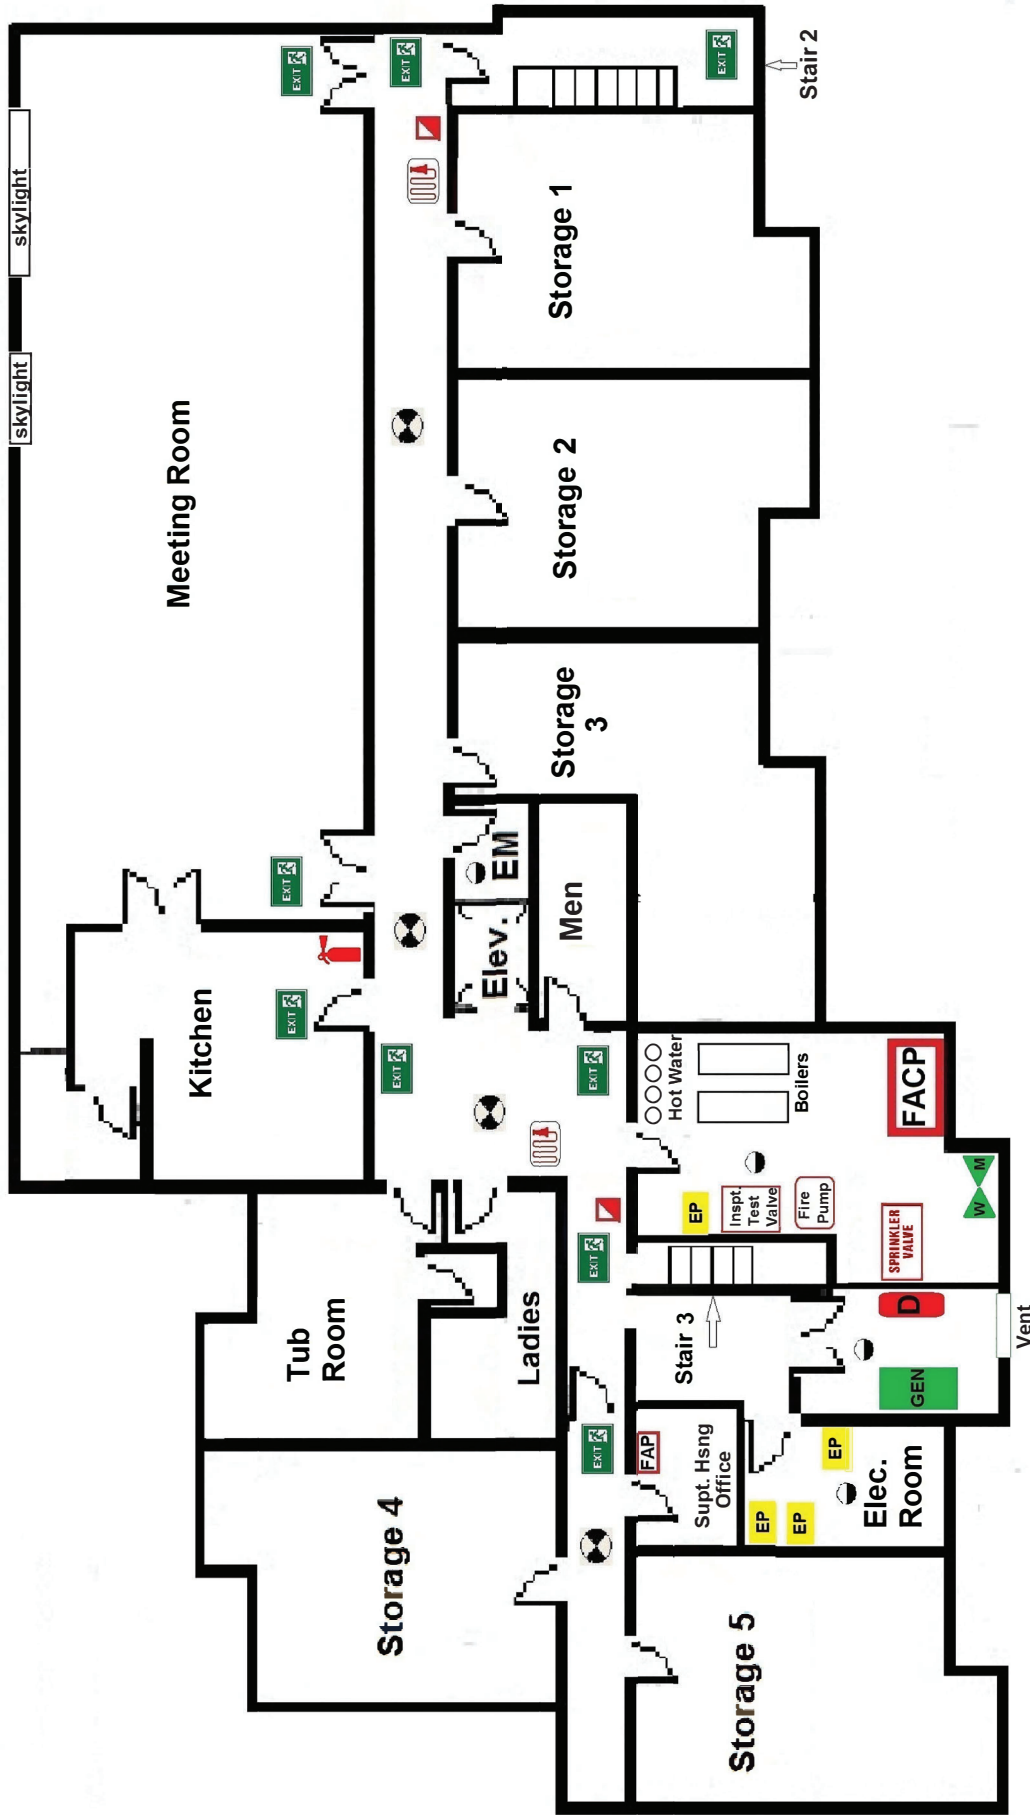 skylight
skylight
Meeting Room
EXIT
EXIT
EXIT
Stair 2
Storage 1
Storage 2
Storage
3
EXIT
EM
Elev.
Men
Kitchen
EXIT
EXIT
EXIT
Hot Water
Boilers
FACP
EP
Inspt.
Test
Valve
Fire
Pump
SPRINKLER
VALVE
W M
Tub
Room
Ladies
EXIT
Stair 3
D
GEN
Vent
EXIT
FAP
Supt. Hsng
Office
EP
EP
EP
Elec.
Room
Storage 4
Storage 5